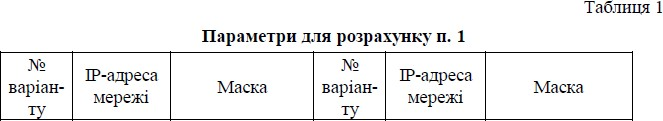 Таблиця 1
Параметри для розрахунку п. 1
№ варіан-ту IP-адреса мережі Маска № варіан-ту IP-адреса мережі Маска